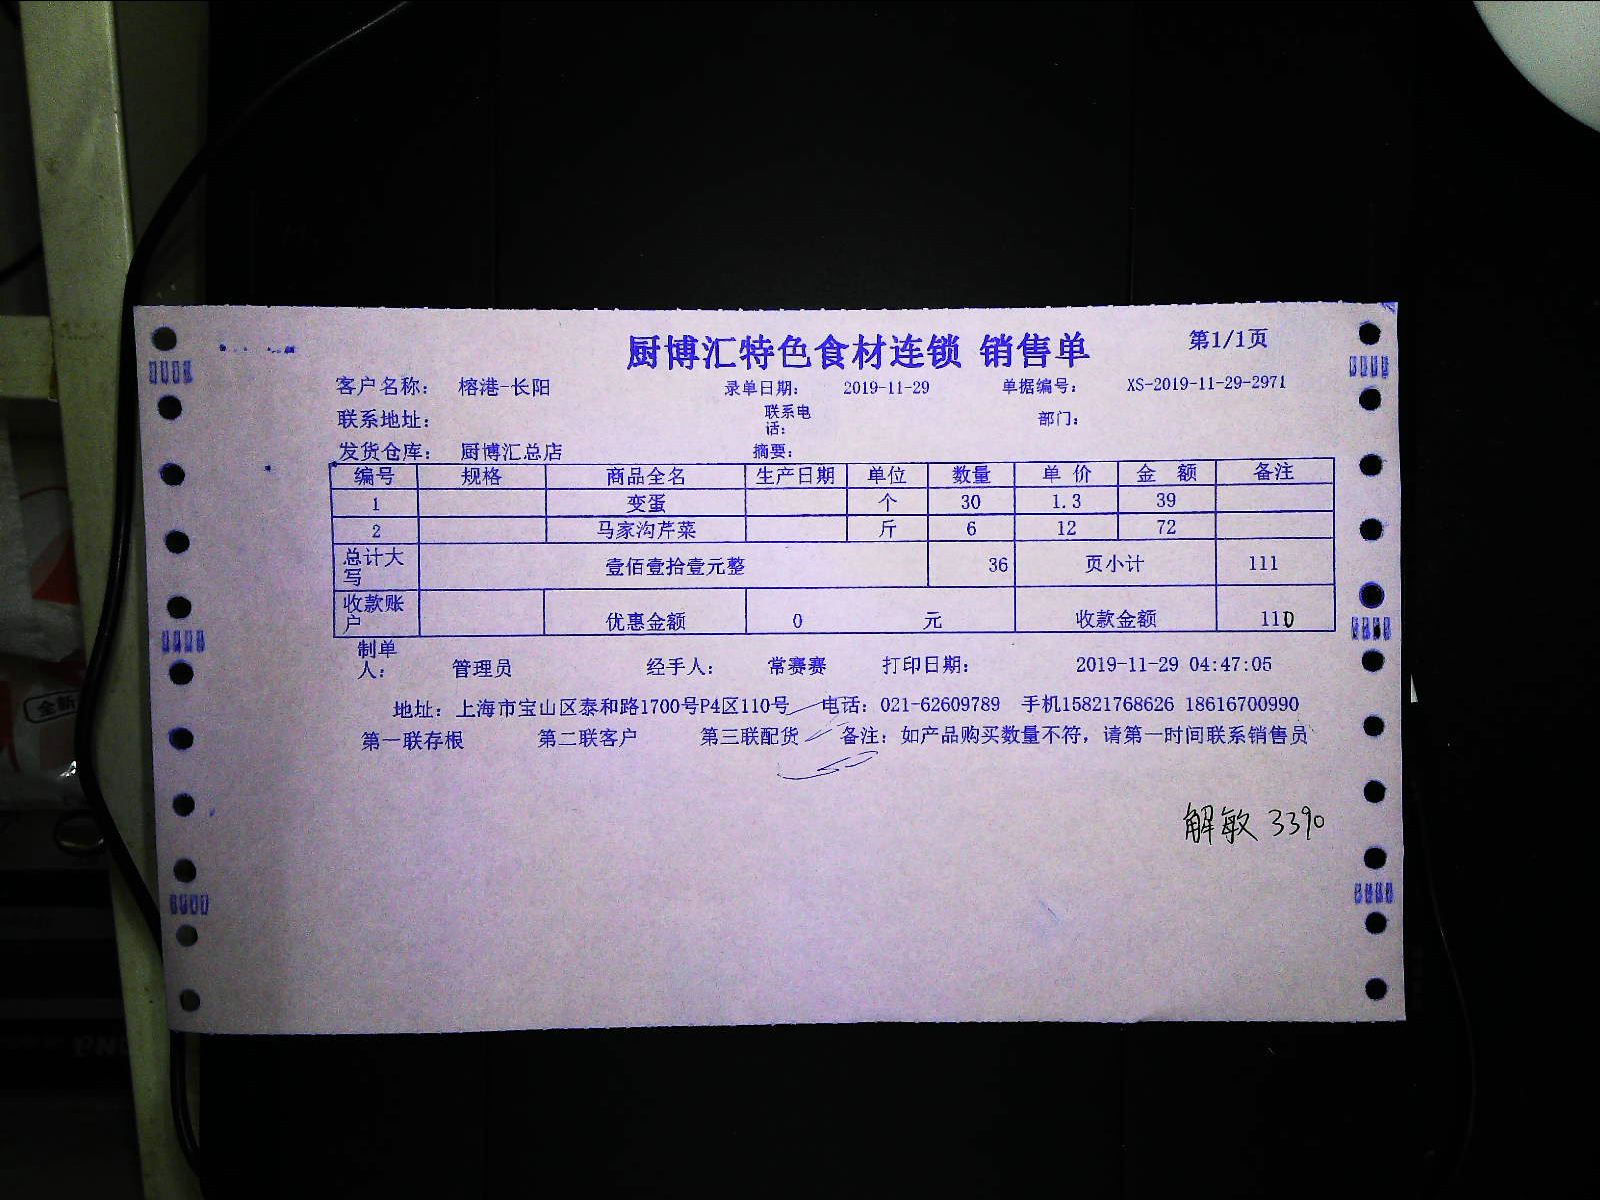 厨博汇特色食材连锁 销售单 第1/1页
客户名称： 榕港-长阳 录单日期： 2019-11-29 单据编号： XS-2019-11-29-2971
联系地址： 联系电话： 部门：
发货仓库： 厨博汇总店 摘要：
编号 规格 商品全名 生产日期 单位 数量 单 价 金 额 备注
1 变蛋 个 30 1.3 39
2 马家沟芹菜 斤 6 12 72
总计大写 壹佰壹拾壹元整 36 页小计 111
收款账户 优惠金额 0 元 收款金额 110
制单人： 管理员 经手人： 常赛赛 打印日期： 2019-11-29 04:47:05
地址：上海市宝山区泰和路1700号P4区110号 电话：021-62609789 手机15821768626 18616700990
第一联存根 第二联客户 第三联配货 备注：如产品购买数量不符，请第一时间联系销售员
解敏 3390
全新